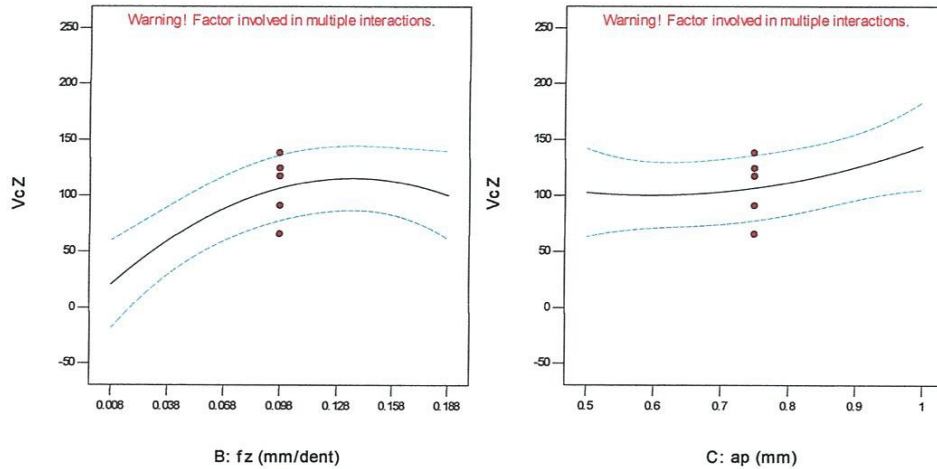 Warning! Factor involved in multiple interactions.
250
200
150
100
50
0
-50
VcZ
0.008 0.038 0.068 0.098 0.128 0.158 0.188
B: fz (mm/dent)
Warning! Factor involved in multiple interactions.
250
200
150
100
50
0
-50
VcZ
0.5 0.6 0.7 0.8 0.9 1
C: ap (mm)